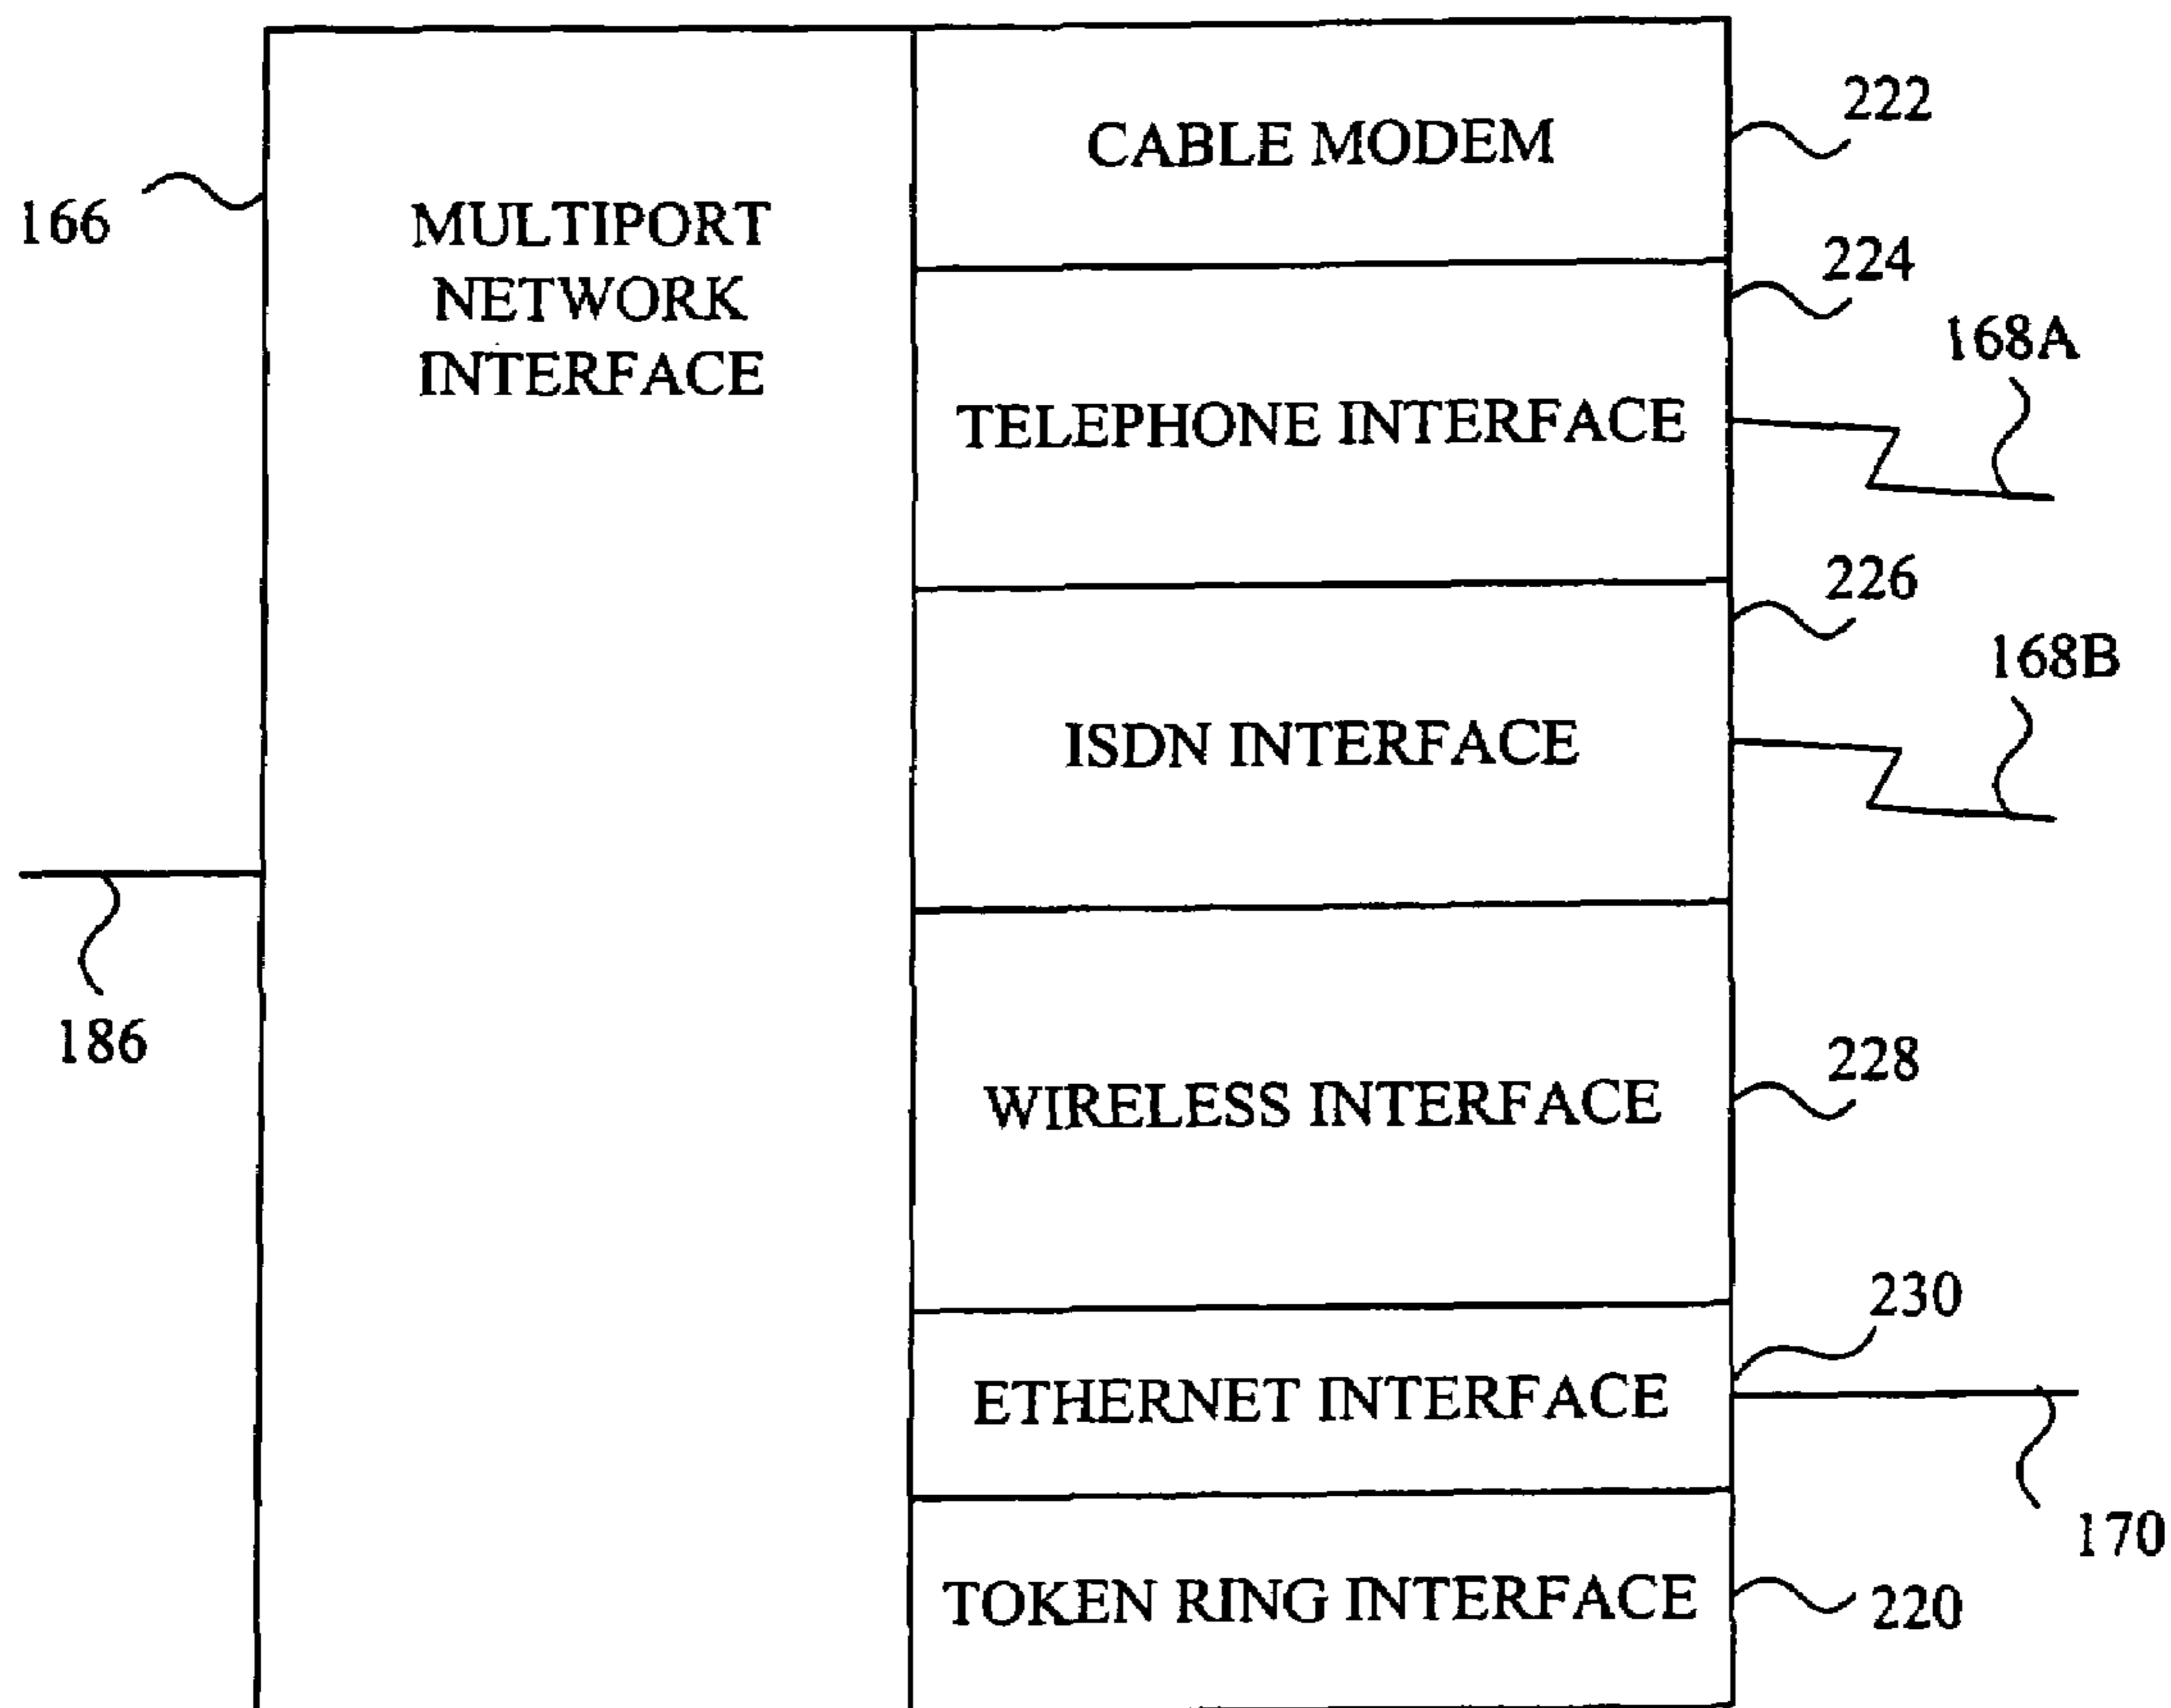 CABLE MODEM
222
166
MULTIPORT
NETWORK
INTERFACE
224
168A
TELEPHONE INTERFACE
226
168B
ISDN INTERFACE
186
228
WIRELESS INTERFACE
230
ETHERNET INTERFACE
170
TOKEN RING INTERFACE
220